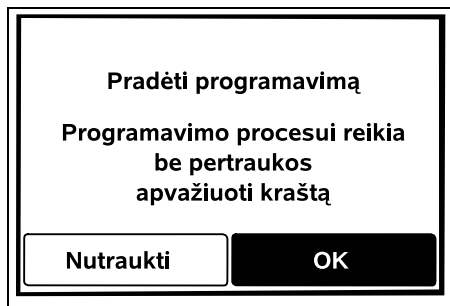 Pradėti programavimą
Programavimo procesui reikia
be pertraukos
apvažiuoti kraštą
Nutraukti
OK